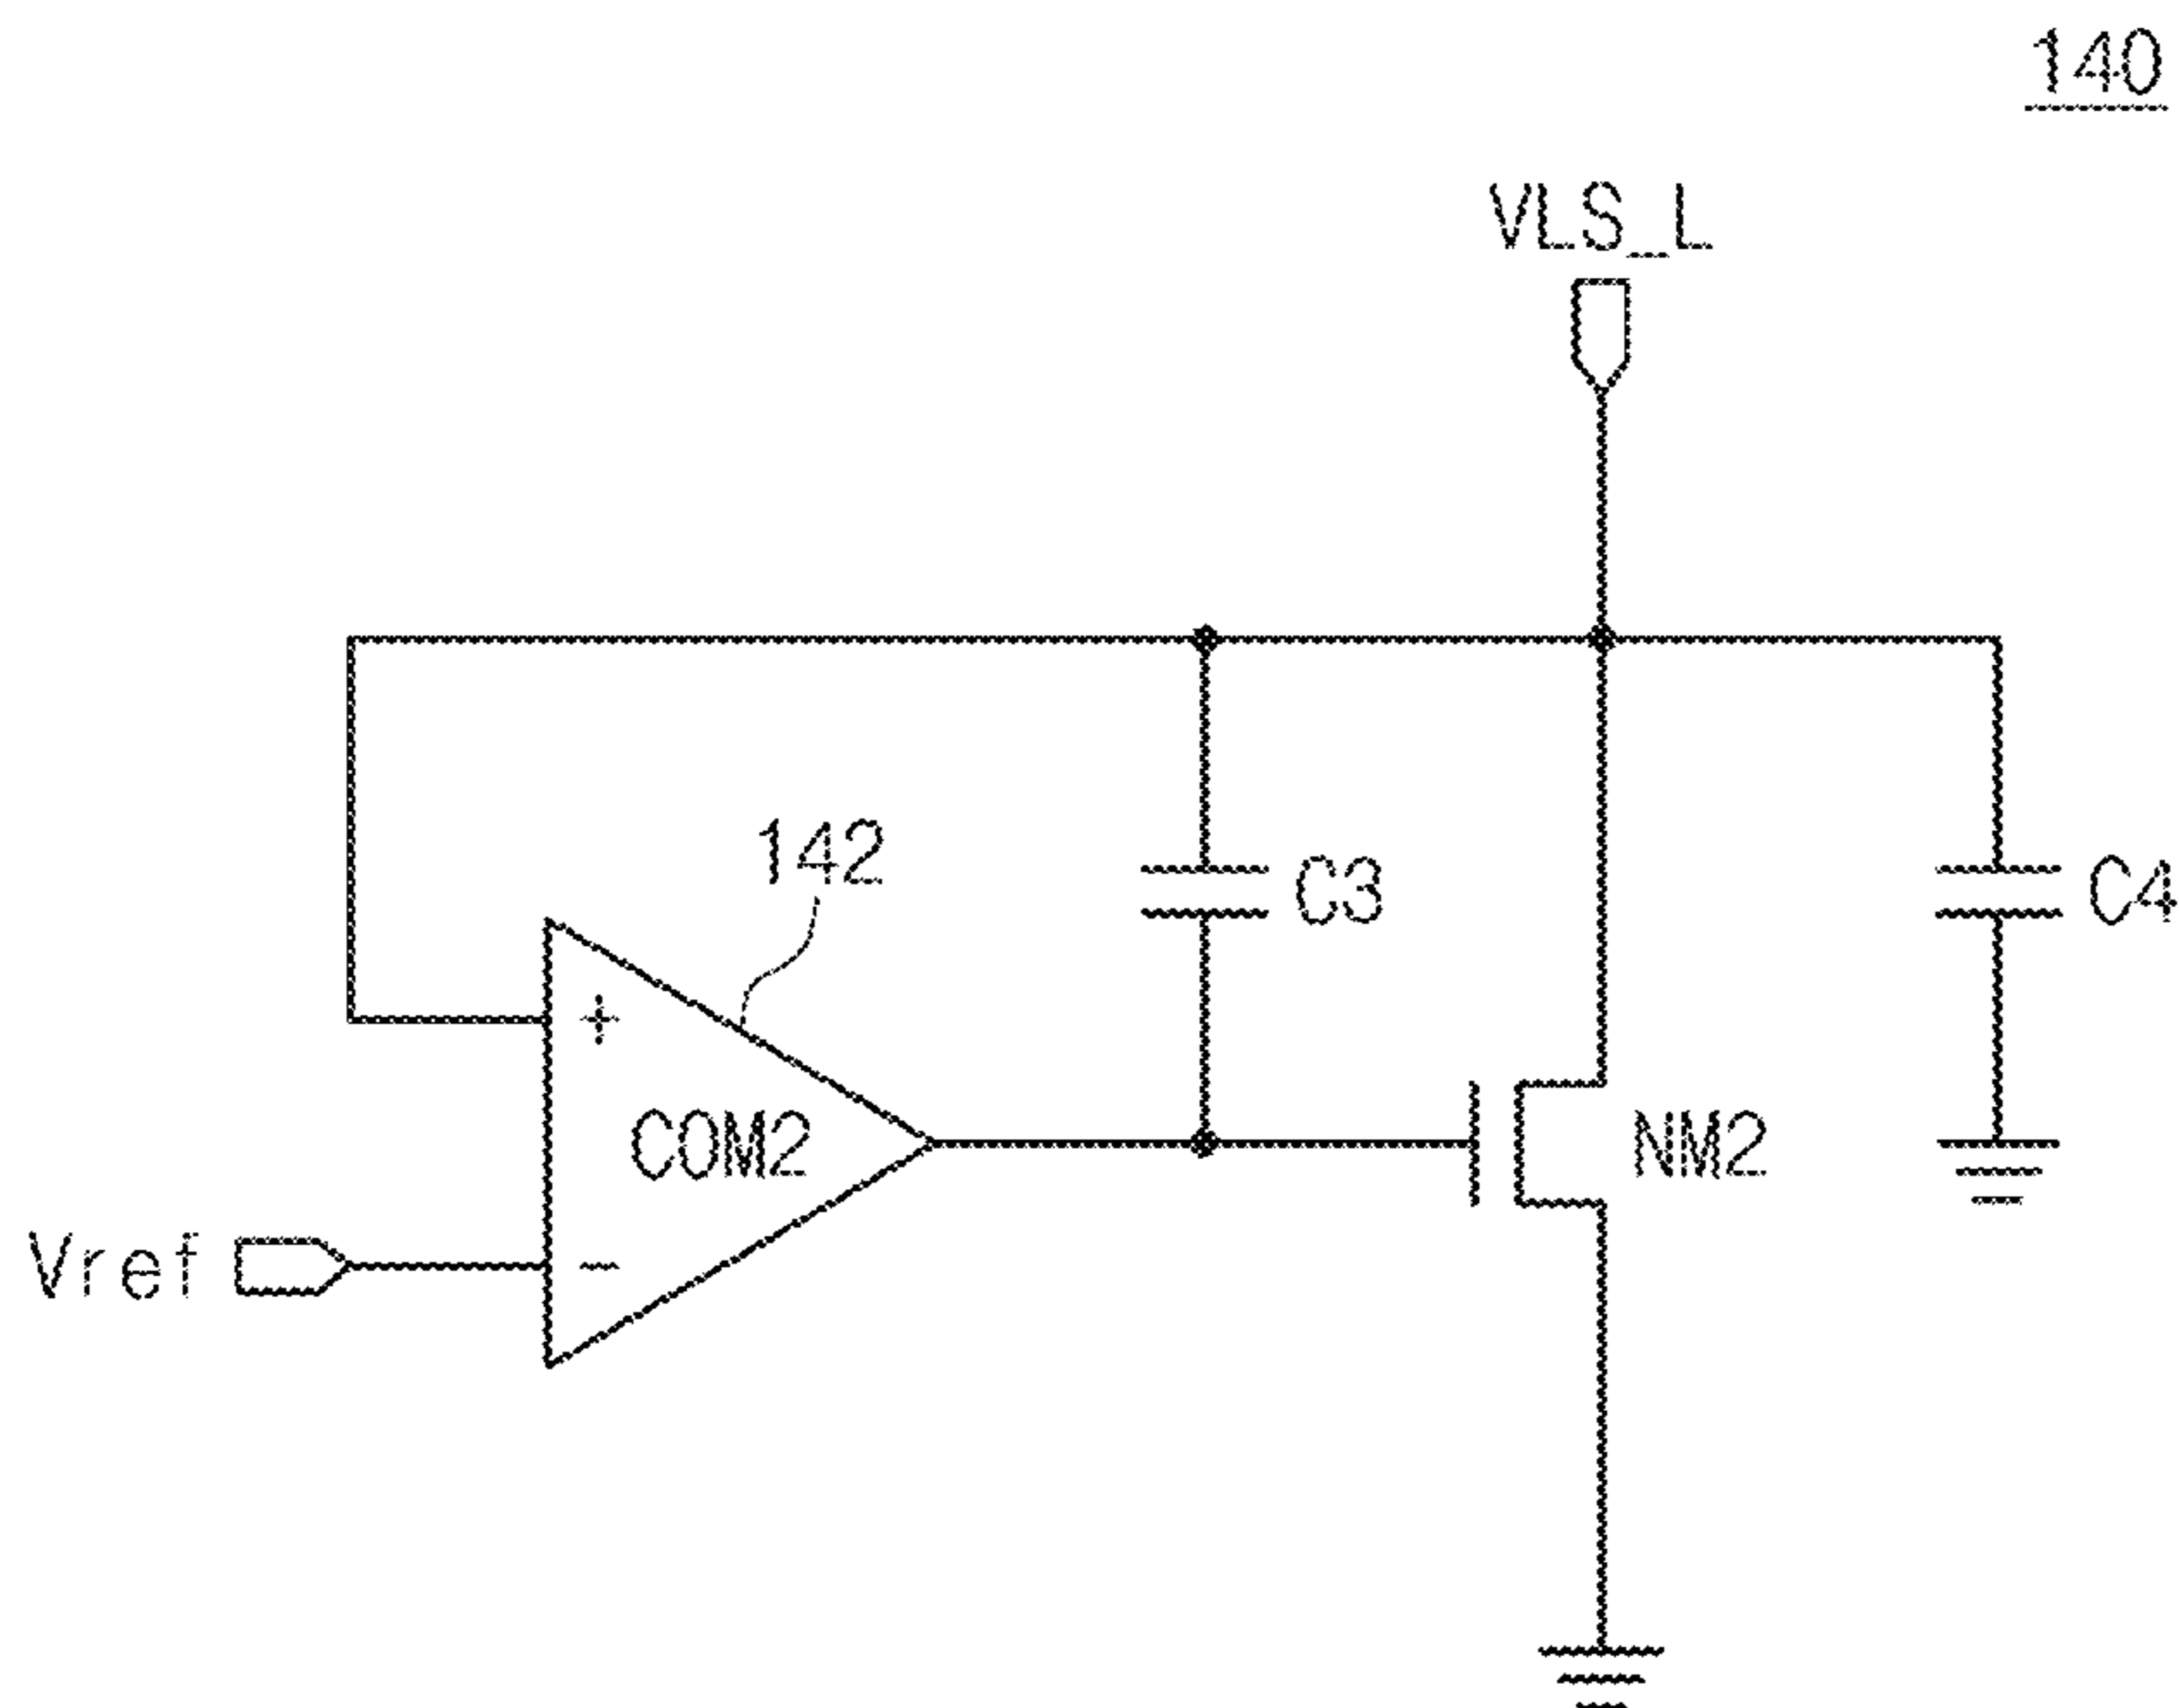 140
VLS_L
142
C3
C4
+
COM2
NM2
Vref
-